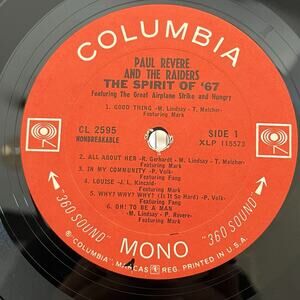 COLUMBIA
PAUL REVERE
AND THE RAIDERS
THE SPIRIT OF '67
Featuring The Great Airplane Strike and Hungry
1. GOOD THING -M. Lindsay - T. Melcher-
Featuring Mark
CL 2595
NONBREAKABLE
SIDE 1
XLP 115573
2. ALL ABOUT HER -R. Gerhardt - M. Lindsay - T. Melcher-
Featuring Mark
3. IN MY COMMUNITY -P. Volk-
Featuring Fang
4. LOUISE -J. L. Kincaid-
Featuring Mark
5. WHY? WHY? WHY? (Is It So Hard) -P. Volk-
Featuring Fang
6. OH! TO BE A MAN
-M. Lindsay - P. Revere-
Featuring Mark
"360 SOUND"
MONO
"360 SOUND"
® "COLUMBIA" MARCAS REG. PRINTED IN U.S.A.